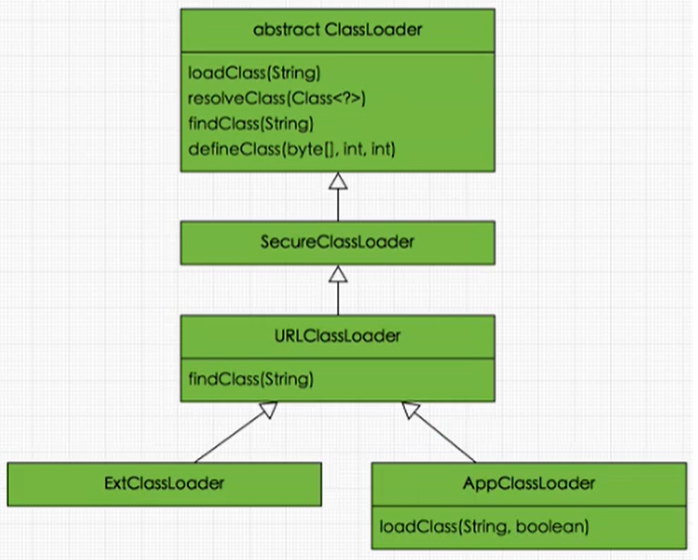 abstract ClassLoader
loadClass(String)
resolveClass(Class<?>)
findClass(String)
defineClass(byte[], int, int)
SecureClassLoader
URLClassLoader
findClass(String)
ExtClassLoader
AppClassLoader
loadClass(String, boolean)